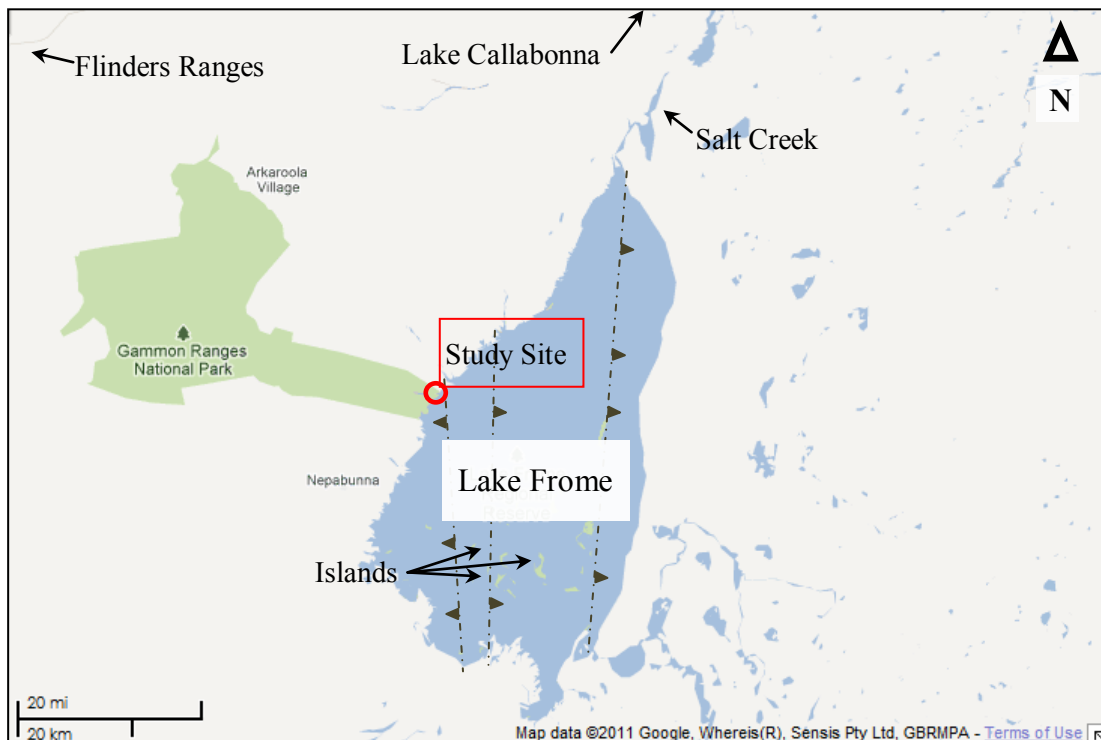 Lake Callabonna
Flinders Ranges
N
Salt Creek
Arkaroola
Village
Study Site
Gammon Ranges
National Park
Lake Frome
Nepabunna
Reserve
Islands
20 mi
20 km
Map data ©2011 Google, Whereis(R), Sensis Pty Ltd, GBRMPA - Terms of Use